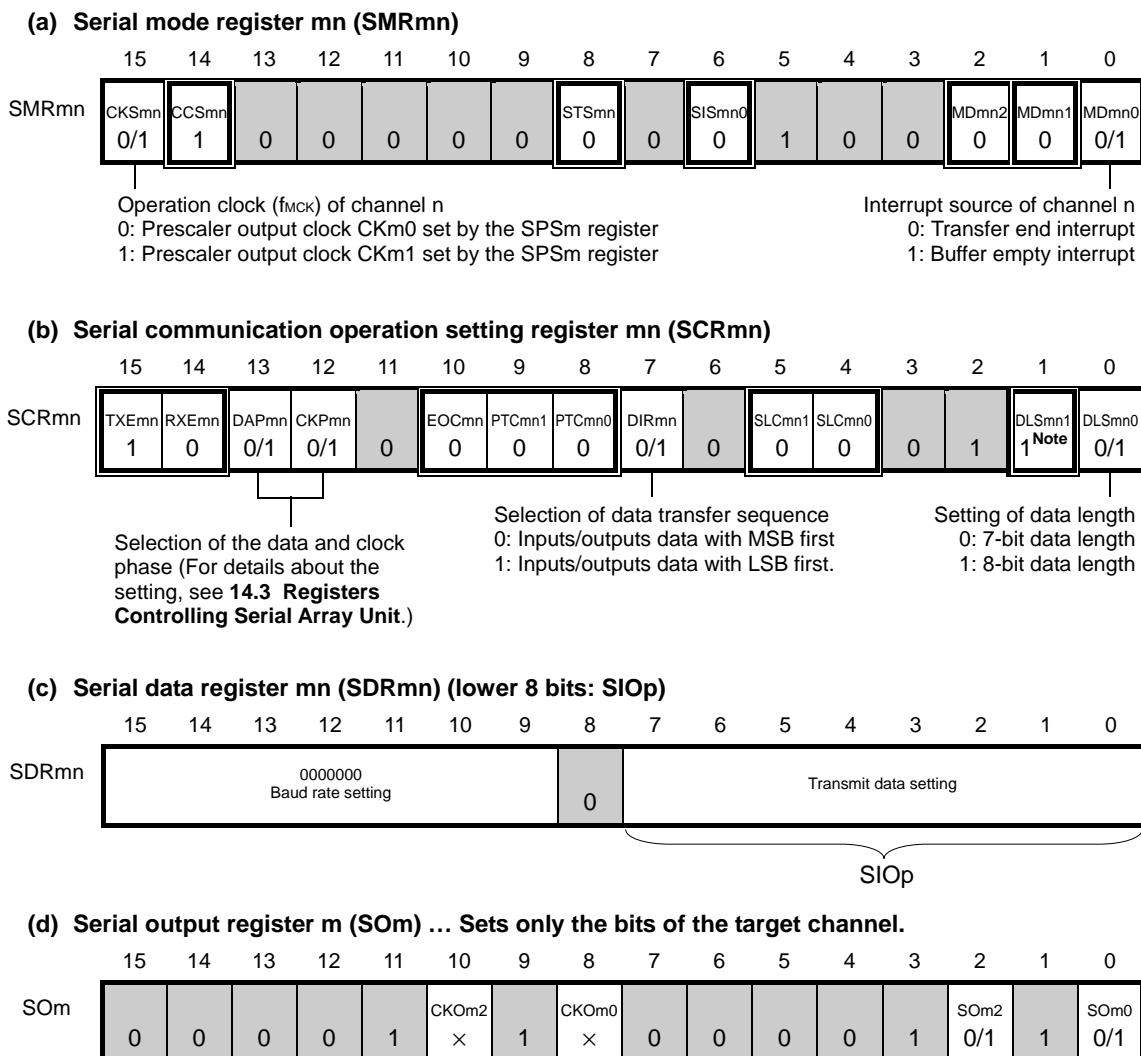 (a) Serial mode register mn (SMRmn)
15 14 13 12 11 10 9 8 7 6 5 4 3 2 1 0
SMRmn
CKSmn CCSmn STSmn SISmn0 MDmn2 MDmn1 MDmn0
0/1 1 0 0 0 0 0 0 0 0 1 0 0 0 0 0/1
Operation clock (fMCK) of channel n
0: Prescaler output clock CKm0 set by the SPSm register
1: Prescaler output clock CKm1 set by the SPSm register
Interrupt source of channel n
0: Transfer end interrupt
1: Buffer empty interrupt
(b) Serial communication operation setting register mn (SCRmn)
15 14 13 12 11 10 9 8 7 6 5 4 3 2 1 0
SCRmn
TXEmn RXEmn DAPmn CKPmn EOCmn PTCmn1 PTCmn0 DIRmn SLCmn1 SLCmn0 DLSmn1 DLSmn0
1 0 0/1 0/1 0 0 0 0 0/1 0 0 0 0 1 1 Note 0/1
Selection of the data and clock
phase (For details about the
setting, see 14.3 Registers
Controlling Serial Array Unit.)
Selection of data transfer sequence
0: Inputs/outputs data with MSB first
1: Inputs/outputs data with LSB first.
Setting of data length
0: 7-bit data length
1: 8-bit data length
(c) Serial data register mn (SDRmn) (lower 8 bits: SIOp)
15 14 13 12 11 10 9 8 7 6 5 4 3 2 1 0
SDRmn
0000000
Baud rate setting
0
Transmit data setting
SIOp
(d) Serial output register m (SOm) … Sets only the bits of the target channel.
15 14 13 12 11 10 9 8 7 6 5 4 3 2 1 0
SOm
CKOm2 CKOm0 SOm2 SOm0
0 0 0 0 1 × 1 × 0 0 0 0 1 0/1 1 0/1